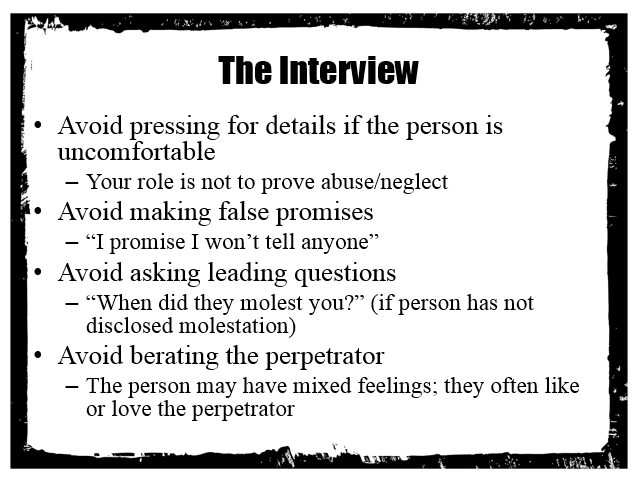 The Interview
• Avoid pressing for details if the person is
uncomfortable
– Your role is not to prove abuse/neglect
• Avoid making false promises
– “I promise I won’t tell anyone”
• Avoid asking leading questions
– “When did they molest you?” (if person has not
disclosed molestation)
• Avoid berating the perpetrator
– The person may have mixed feelings; they often like
or love the perpetrator